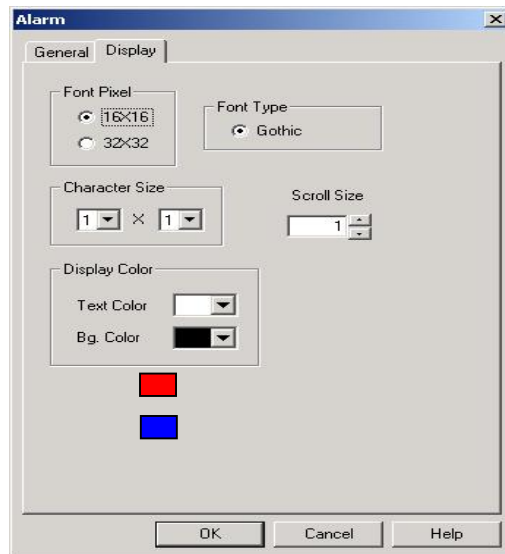 Alarm
General Display
Font Pixel
16X16
32X32
Font Type
Gothic
Character Size
1 X 1
Scroll Size
1
Display Color
Text Color
Bg. Color
OK Cancel Help